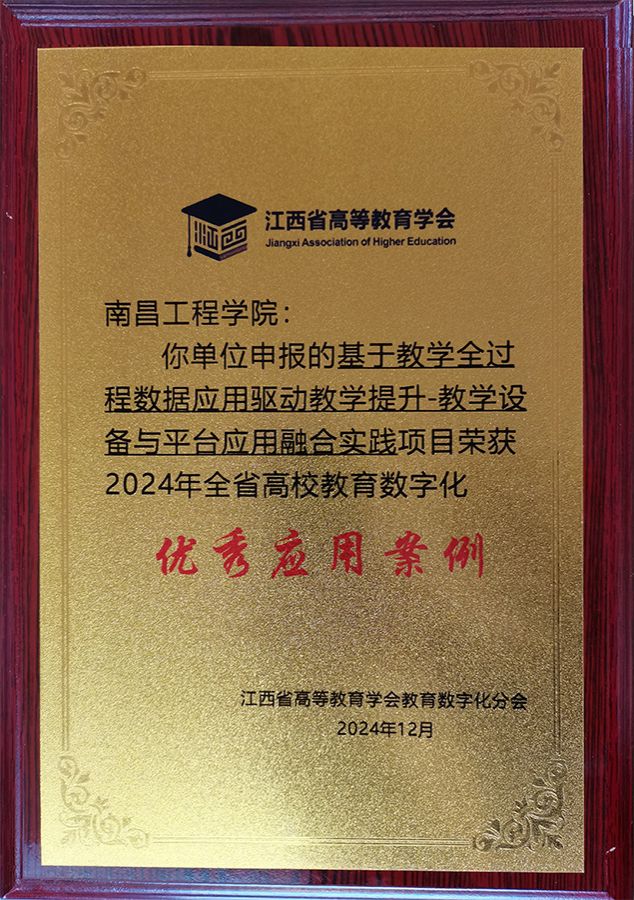 江西省高等教育学会
Jiangxi Association of Higher Education
南昌工程学院：
你单位申报的基于教学全过
程数据应用驱动教学提升-教学设
备与平台应用融合实践项目荣获
2024年全省高校教育数字化
优秀应用案例
江西省高等教育学会教育数字化分会
2024年12月